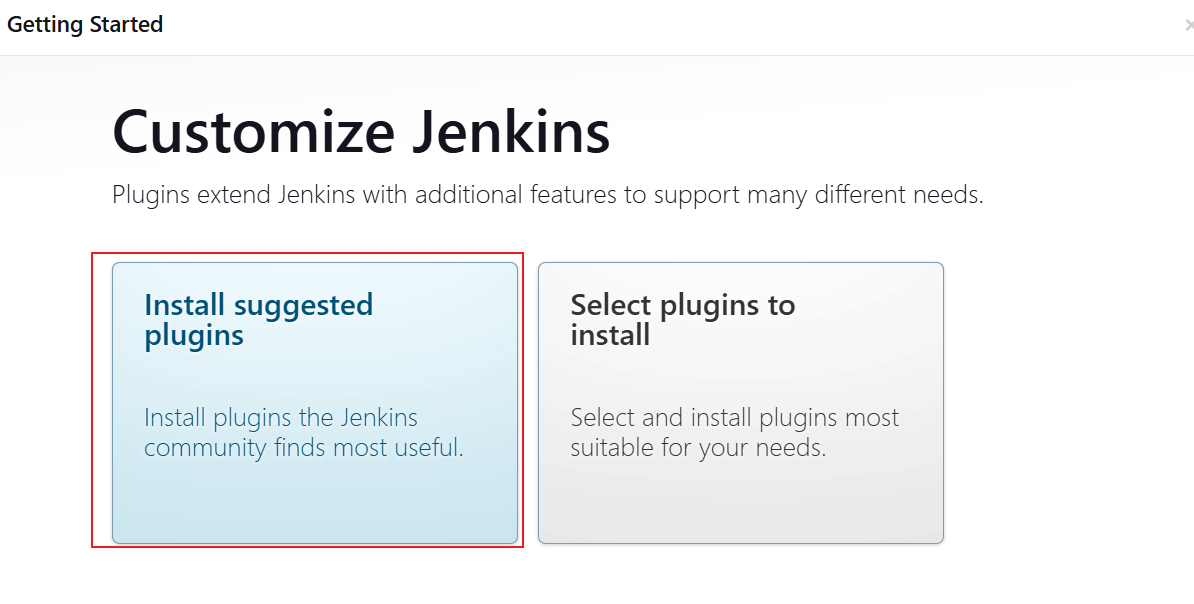 Getting Started
Customize Jenkins
Plugins extend Jenkins with additional features to support many different needs.
Install suggested
plugins
Install plugins the Jenkins
community finds most useful.
Select plugins to
install
Select and install plugins most
suitable for your needs.